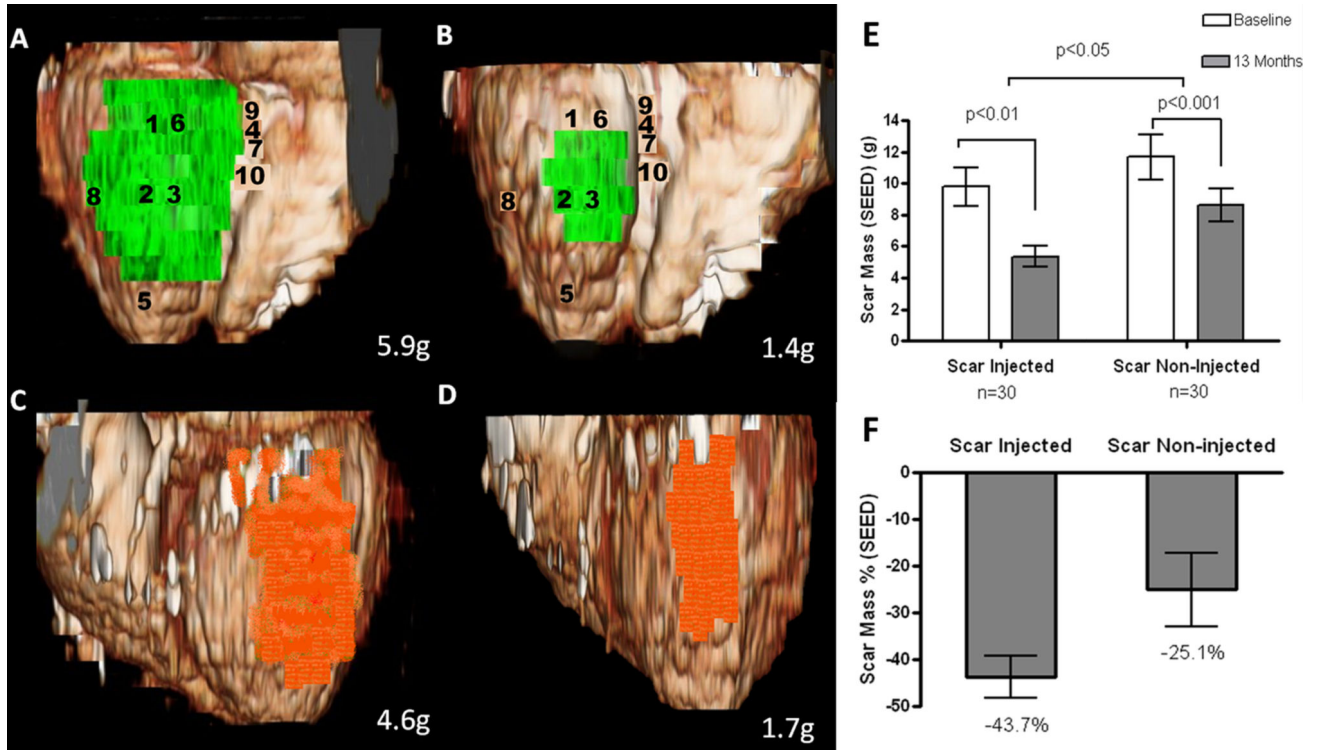 A
9
1 6
4
7
10
8
2 3
5
5.9g
B
9
1 6
4
7
10
8
2 3
5
1.4g
C
4.6g
D
1.7g
E
Baseline
13 Months
p<0.05
p<0.01
p<0.001
Scar Mass (SEED) (g)
14
12
10
8
6
4
2
0
Scar Injected
Scar Non-Injected
n=30
n=30
F
Scar Injected
Scar Non-injected
Scar Mass % (SEED)
0
-10
-20
-30
-40
-50
-43.7%
-25.1%